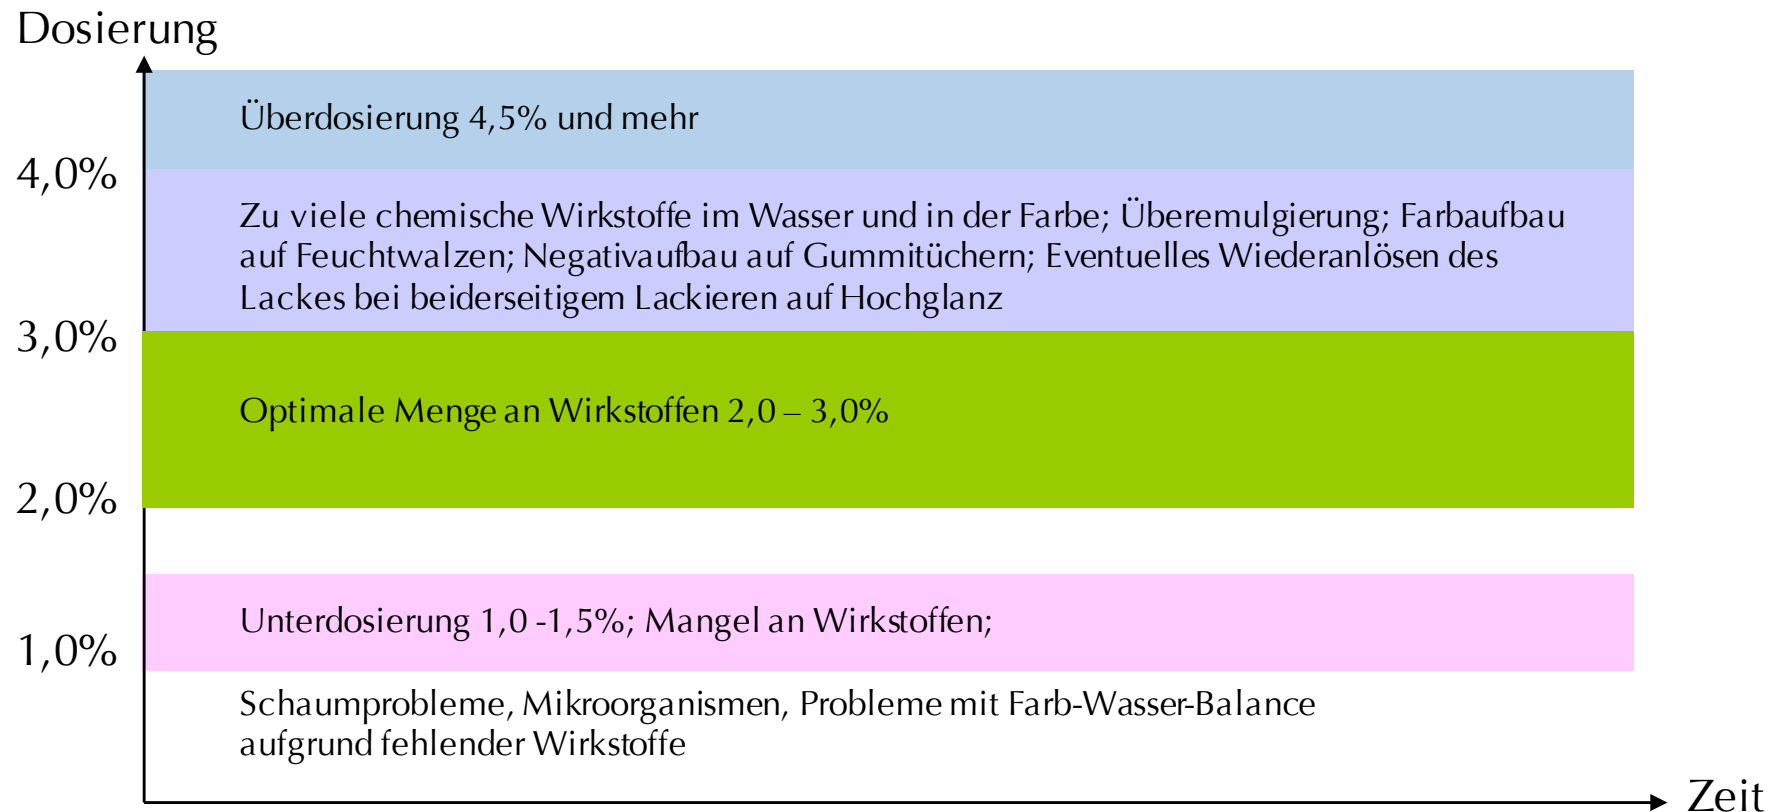 Dosierung
Überdosierung 4,5% und mehr
4,0%
Zu viele chemische Wirkstoffe im Wasser und in der Farbe; Überemulgierung; Farbaufbau
auf Feuchtwalzen; Negativaufbau auf Gummitüchern; Eventuelles Wiederanlösen des
Lackes bei beiderseitigem Lackieren auf Hochglanz
3,0%
Optimale Menge an Wirkstoffen 2,0 – 3,0%
2,0%
Unterdosierung 1,0 -1,5%; Mangel an Wirkstoffen;
1,0%
Schaumprobleme, Mikroorganismen, Probleme mit Farb-Wasser-Balance
aufgrund fehlender Wirkstoffe
Zeit